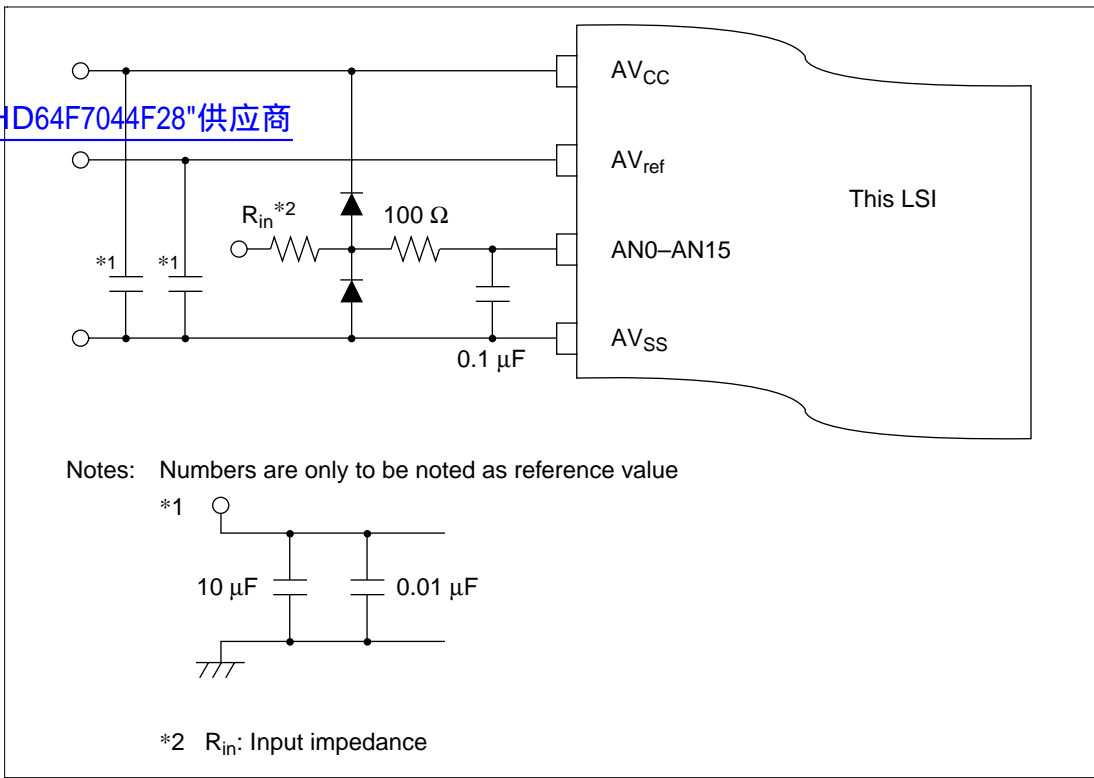 AVCC
HD64F7044F28"供应商
AVref
This LSI
Rin*2
100 Ω
AN0–AN15
*1
*1
AVSS
0.1 μF
Notes: Numbers are only to be noted as reference value
*1
10 μF
0.01 μF
*2 Rin: Input impedance